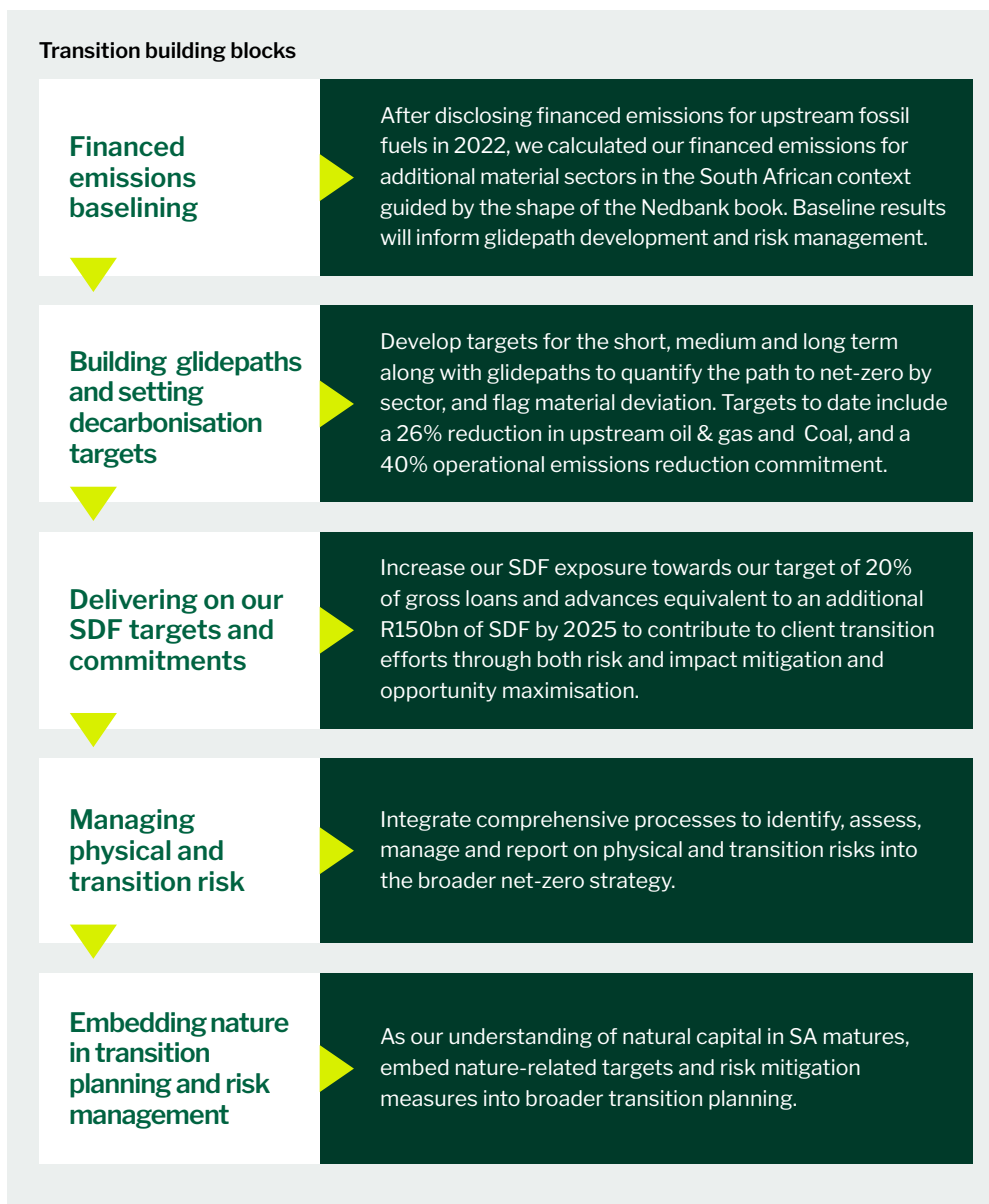 Transition building blocks
Financed
emissions
baselining
After disclosing financed emissions for upstream fossil
fuels in 2022, we calculated our financed emissions for
additional material sectors in the South African context
guided by the shape of the Nedbank book. Baseline results
will inform glidepath development and risk management.
Building glidepaths
and setting
decarbonisation
targets
Develop targets for the short, medium and long term
along with glidepaths to quantify the path to net-zero by
sector, and flag material deviation. Targets to date include
a 26% reduction in upstream oil & gas and Coal, and a
40% operational emissions reduction commitment.
Delivering on our
SDF targets and
commitments
Increase our SDF exposure towards our target of 20%
of gross loans and advances equivalent to an additional
R150bn of SDF by 2025 to contribute to client transition
efforts through both risk and impact mitigation and
opportunity maximisation.
Managing
physical and
transition risk
Integrate comprehensive processes to identify, assess,
manage and report on physical and transition risks into
the broader net-zero strategy.
Embedding nature
in transition
planning and risk
management
As our understanding of natural capital in SA matures,
embed nature-related targets and risk mitigation
measures into broader transition planning.